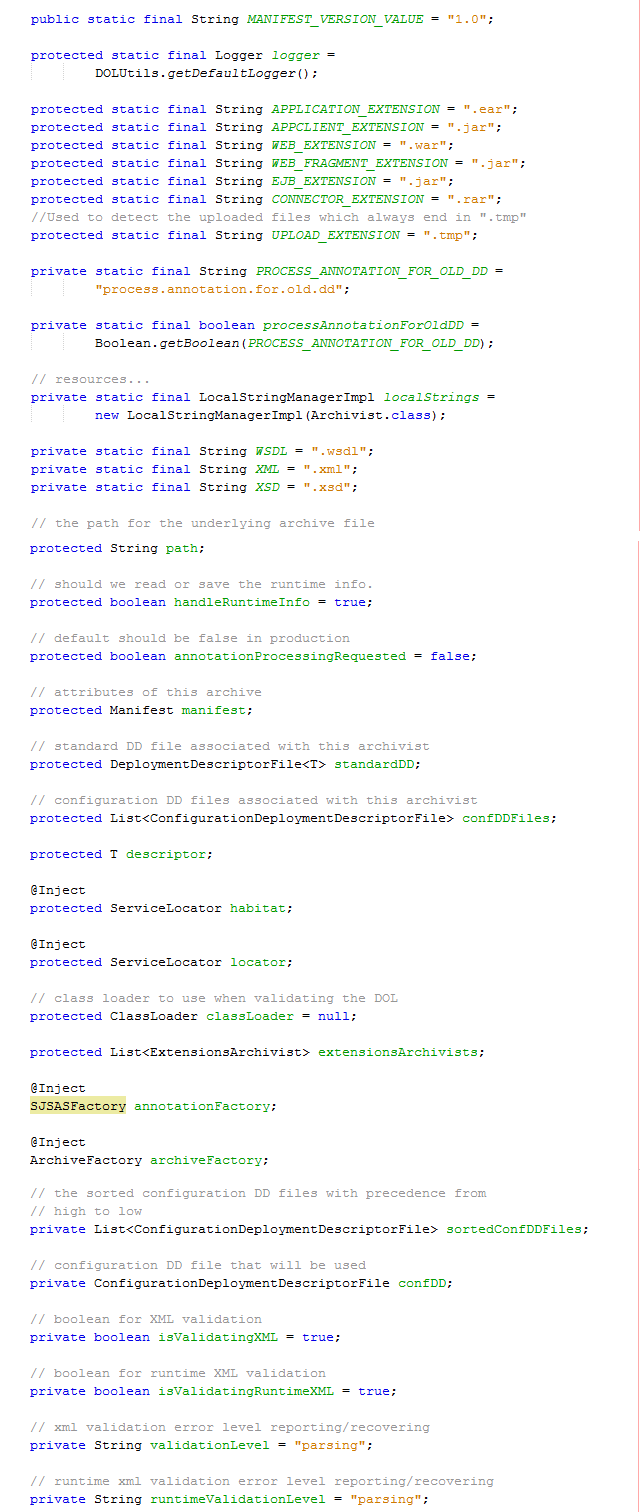 public static final String MANIFEST_VERSION_VALUE = "1.0";
protected static final Logger logger =
DOLUtils.getDefaultLogger();
protected static final String APPLICATION_EXTENSION = ".ear";
protected static final String APPCLIENT_EXTENSION = ".jar";
protected static final String WEB_EXTENSION = ".war";
protected static final String WEB_FRAGMENT_EXTENSION = ".jar";
protected static final String EJB_EXTENSION = ".jar";
protected static final String CONNECTOR_EXTENSION = ".rar";
//Used to detect the uploaded files which always end in ".tmp"
protected static final String UPLOAD_EXTENSION = ".tmp";
private static final String PROCESS_ANNOTATION_FOR_OLD_DD =
"process.annotation.for.old.dd";
private static final boolean processAnnotationForOldDD =
Boolean.getBoolean(PROCESS_ANNOTATION_FOR_OLD_DD);
// resources...
private static final LocalStringManagerImpl localStrings =
new LocalStringManagerImpl(Archivist.class);
private static final String WSDL = ".wsdl";
private static final String XML = ".xml";
private static final String XSD = ".xsd";
// the path for the underlying archive file
protected String path;
// should we read or save the runtime info.
protected boolean handleRuntimeInfo = true;
// default should be false in production
protected boolean annotationProcessingRequested = false;
// attributes of this archive
protected Manifest manifest;
// standard DD file associated with this archivist
protected DeploymentDescriptorFile<T> standardDD;
// configuration DD files associated with this archivist
protected List<ConfigurationDeploymentDescriptorFile> confDDFiles;
protected T descriptor;
@Inject
protected ServiceLocator habitat;
@Inject
protected ServiceLocator locator;
// class loader to use when validating the DOL
protected ClassLoader classLoader = null;
protected List<ExtensionsArchivist> extensionsArchivists;
@Inject
SJSASFactory annotationFactory;
@Inject
ArchiveFactory archiveFactory;
// the sorted configuration DD files with precedence from
// high to low
private List<ConfigurationDeploymentDescriptorFile> sortedConfDDFiles;
// configuration DD file that will be used
private ConfigurationDeploymentDescriptorFile confDD;
// boolean for XML validation
private boolean isValidatingXML = true;
// boolean for runtime XML validation
private boolean isValidatingRuntimeXML = true;
// xml validation error level reporting/recovering
private String validationLevel = "parsing";
// runtime xml validation error level reporting/recovering
private String runtimeValidationLevel = "parsing";